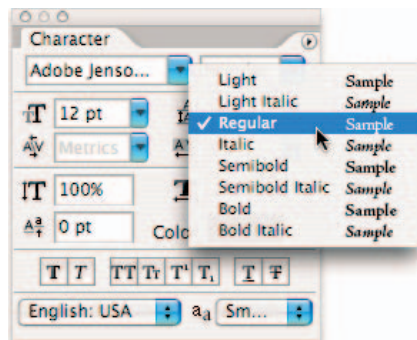 Character
Adobe Jenso...
Light Sample
Light Italic Sample
12 pt
✓ Regular Sample
Metrics
Italic Sample
Semibold Sample
100%
Semibold Italic Sample
Bold Sample
0 pt Colo
Bold Italic Sample
T T TT Tr T¹ T₁ T T
English: USA aa Sm...